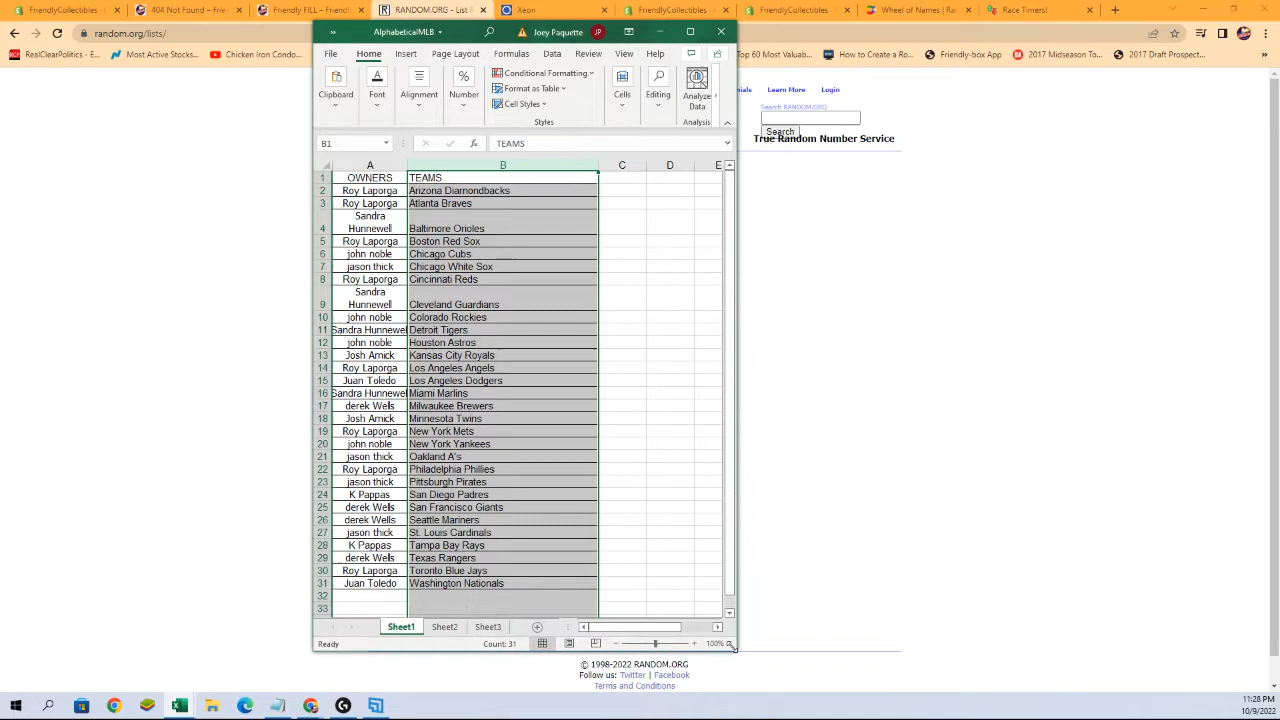 FriendlyCollectibles.
404 Not Found – Friendl
Friendly FILL – Friendl
RANDOM.ORG - List R
Xeon
FriendlyCollectibles.
FriendlyCollectibles.
Wheel of Names | Ra
Race Timers!
random.org/lists/
RealClearPolitics - E...
Most Active Stocks...
Chicken Iron Condo...
Top 60 Most Valuab...
How to Create a Ro...
Friendly-box App
2017 Midseason To...
2017 Draft Prospect...
AlphabeticalMLB
Joey Paquette
JP
File Home Insert Page Layout Formulas Data Review View Help
Clipboard
Font
Alignment
Number
Conditional Formatting
Format as Table
Cell Styles
Styles
Cells
Editing
Analyze Data
Analysis
Learn More
Login
Search RANDOM.ORG
Search
True Random Number Service
B1
fx
TEAMS
A B C D E
1 OWNERS TEAMS
2 Roy Laporga Arizona Diamondbacks
3 Roy Laporga Atlanta Braves
Sandra
4 Hunnewell Baltimore Orioles
5 Roy Laporga Boston Red Sox
6 john noble Chicago Cubs
7 jason thick Chicago White Sox
8 Roy Laporga Cincinnati Reds
Sandra
9 Hunnewell Cleveland Guardians
10 john noble Colorado Rockies
11 Sandra Hunnewel Detroit Tigers
12 john noble Houston Astros
13 Josh Amick Kansas City Royals
14 Roy Laporga Los Angeles Angels
15 Juan Toledo Los Angeles Dodgers
16 Sandra Hunnewel Miami Marlins
17 derek Wells Milwaukee Brewers
18 Josh Amick Minnesota Twins
19 Roy Laporga New York Mets
20 john noble New York Yankees
21 jason thick Oakland A's
22 Roy Laporga Philadelphia Phillies
23 jason thick Pittsburgh Pirates
24 K Pappas San Diego Padres
25 derek Wells San Francisco Giants
26 derek Wells Seattle Mariners
27 jason thick St. Louis Cardinals
28 K Pappas Tampa Bay Rays
29 derek Wells Texas Rangers
30 Roy Laporga Toronto Blue Jays
31 Juan Toledo Washington Nationals
32
33
Sheet1 Sheet2 Sheet3
Ready
Count: 31
100%
© 1998-2022 RANDOM.ORG
Follow us: Twitter | Facebook
Terms and Conditions
11:28 PM
10/9/2022